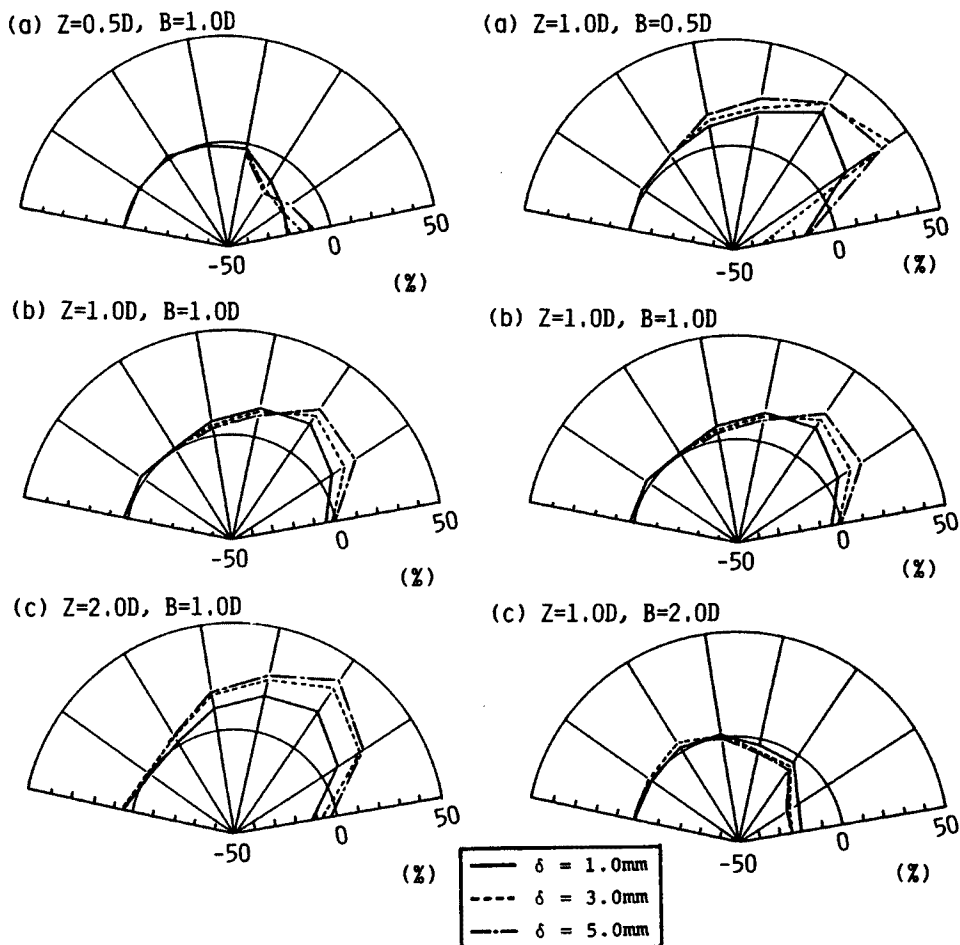 (a) Z=0.5D, B=1.0D
50
0
-50
(%)
(b) Z=1.0D, B=1.0D
50
0
-50
(%)
(c) Z=2.0D, B=1.0D
50
0
-50
(%)
(a) Z=1.0D, B=0.5D
50
0
-50
(%)
(b) Z=1.0D, B=1.0D
50
0
-50
(%)
(c) Z=1.0D, B=2.0D
50
0
-50
(%)
δ = 1.0mm
δ = 3.0mm
δ = 5.0mm